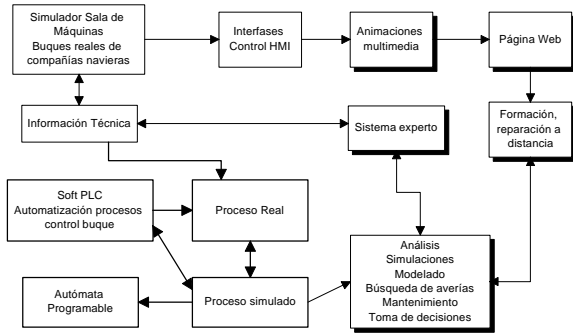 Simulador Sala de
Máquinas
Buques reales de
compañías navieras
Interfases
Control HMI
Animaciones
multimedia
Página Web
Información Técnica
Sistema experto
Formación,
reparación a
distancia
Soft PLC
Automatización procesos
control buque
Proceso Real
Análisis
Simulaciones
Modelado
Búsqueda de averías
Mantenimiento
Toma de decisiones
Autómata
Programable
Proceso simulado